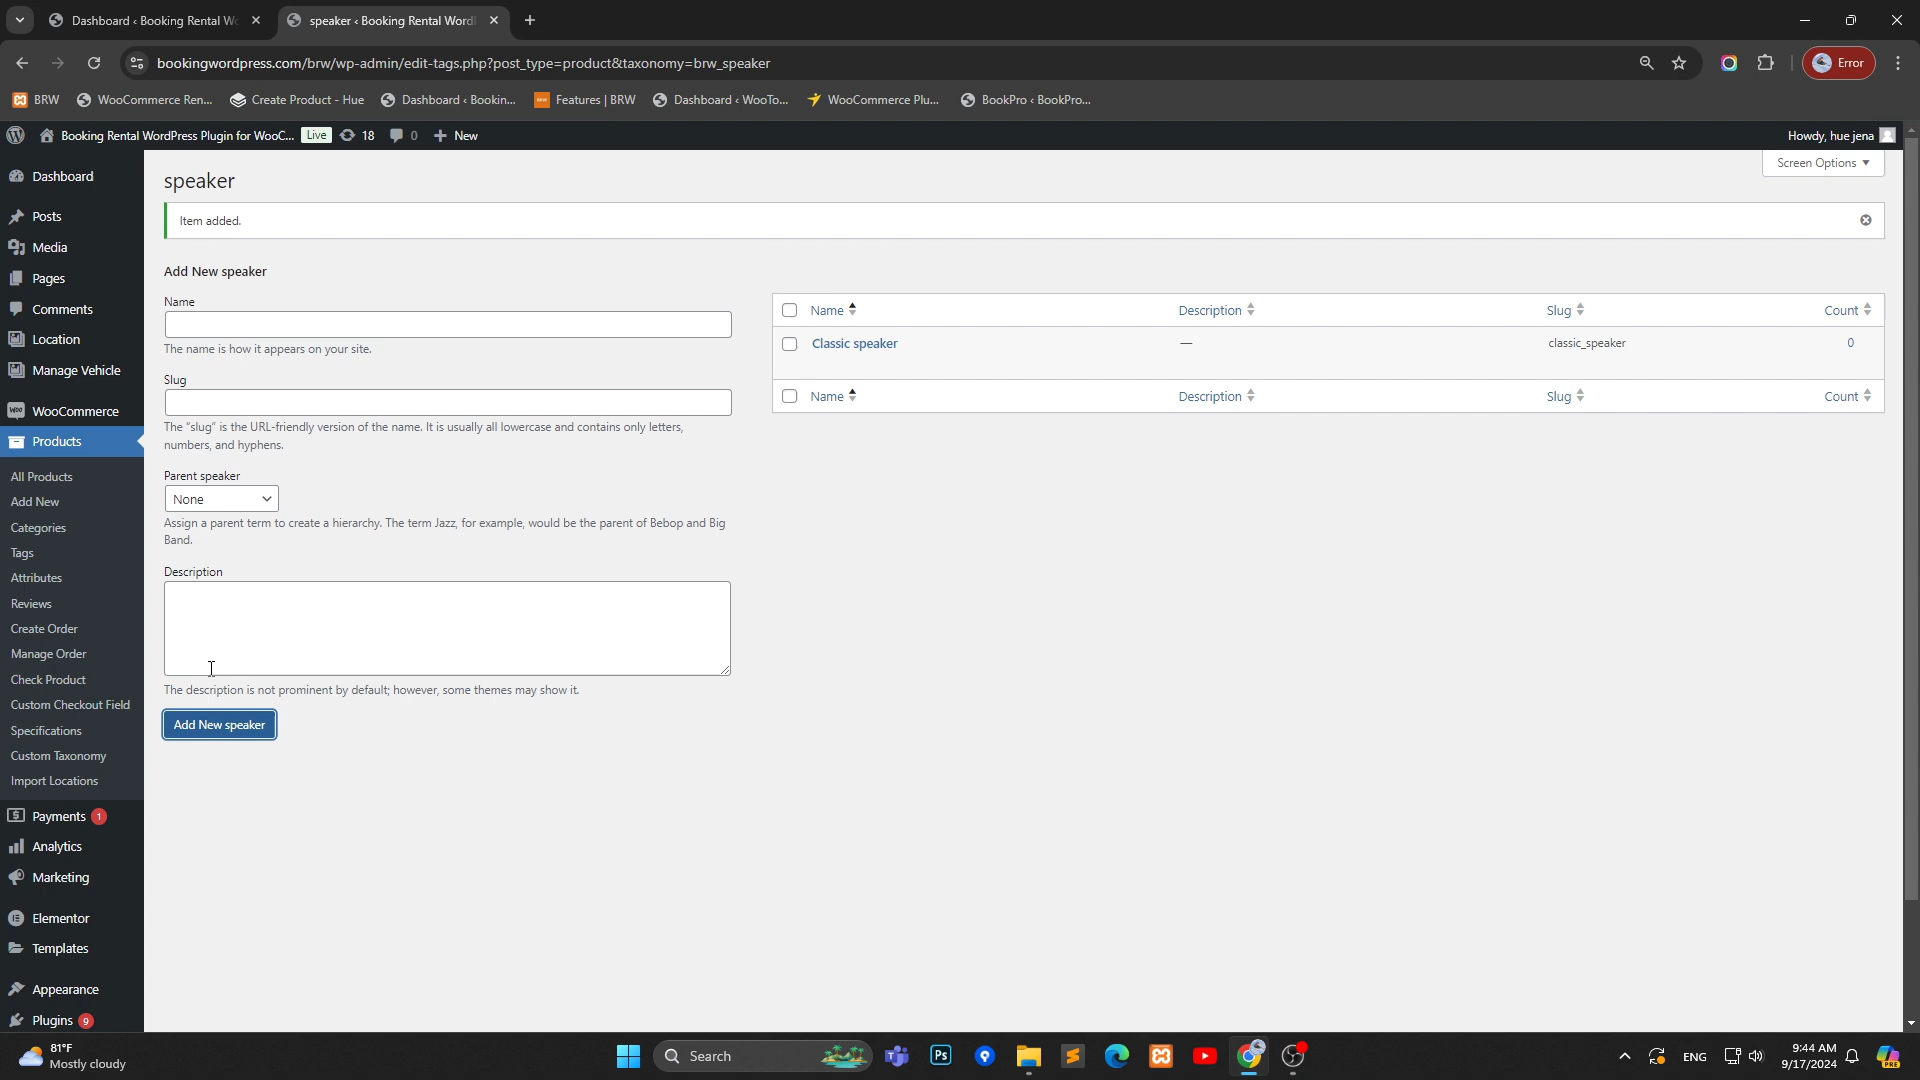 Dashboard ‹ Booking Rental W
speaker ‹ Booking Rental Word
bookingwordpress.com/brw/wp-admin/edit-tags.php?post_type=product&taxonomy=brw_speaker
Error
BRW
WooCommerce Ren...
Create Product - Hue
Dashboard ‹ Bookin...
Features | BRW
Dashboard ‹ WooTo...
WooCommerce Plu...
BookPro ‹ BookPro...
Booking Rental WordPress Plugin for WooC...
Live
18
0
New
Howdy, hue jena
Dashboard
Posts
Media
Pages
Comments
Location
Manage Vehicle
WooCommerce
Products
All Products
Add New
Categories
Tags
Attributes
Reviews
Create Order
Manage Order
Check Product
Custom Checkout Field
Specifications
Custom Taxonomy
Import Locations
Payments 1
Analytics
Marketing
Elementor
Templates
Appearance
Plugins 9
Screen Options
speaker
Item added.
Add New speaker
Name
The name is how it appears on your site.
Slug
The “slug” is the URL-friendly version of the name. It is usually all lowercase and contains only letters,
numbers, and hyphens.
Parent speaker
None
Assign a parent term to create a hierarchy. The term Jazz, for example, would be the parent of Bebop and Big
Band.
Description
The description is not prominent by default; however, some themes may show it.
Add New speaker
Name Description Slug Count
Classic speaker — classic_speaker 0
Name Description Slug Count
81°F
Mostly cloudy
Search
Ps
ENG
9:44 AM
9/17/2024
PRE